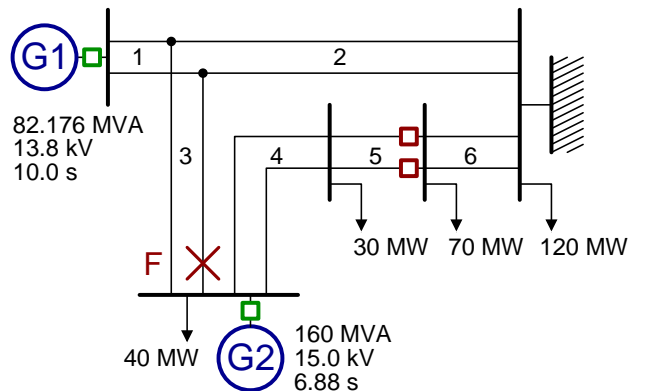 G1
1
2
82.176 MVA
13.8 kV
10.0 s
3
4
5
6
30 MW
70 MW
120 MW
F
40 MW
G2
160 MVA
15.0 kV
6.88 s